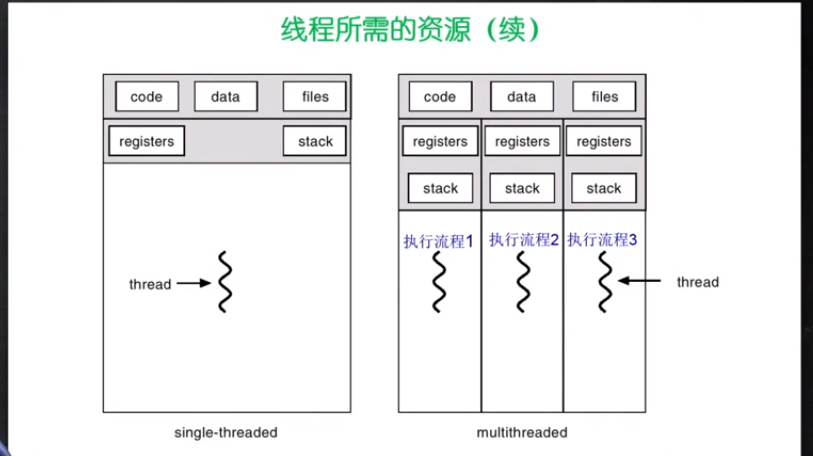 线程所需的资源（续）
code data files
code data files
registers stack
registers registers registers
stack stack stack
执行流程1 执行流程2 执行流程3
thread
thread
single-threaded
multithreaded